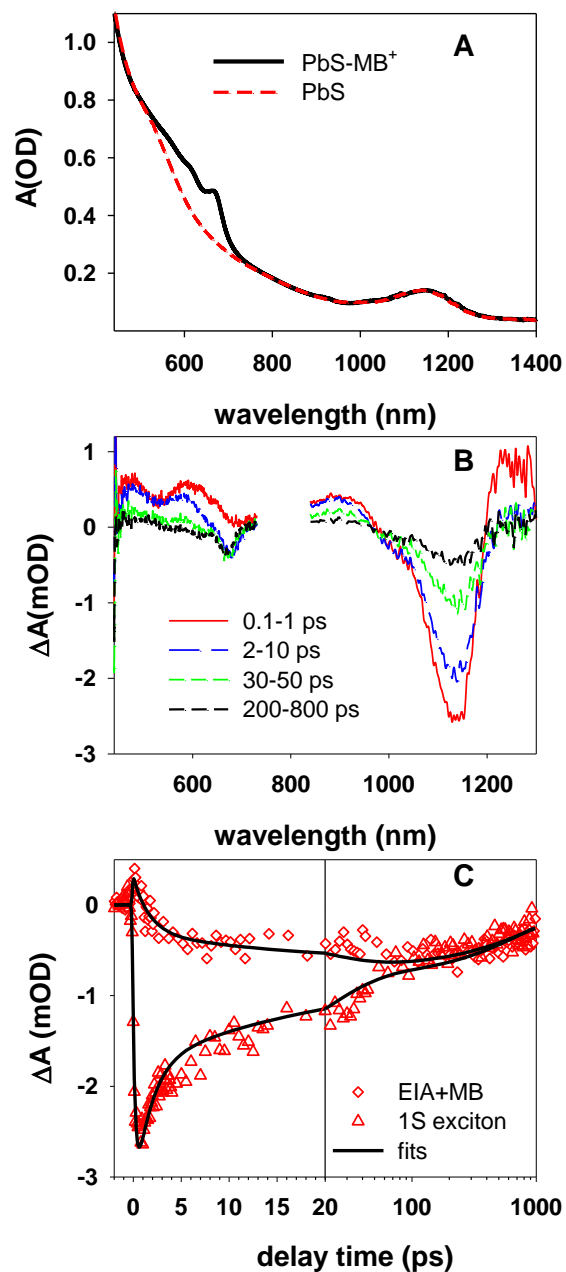 A
PbS-MB+
PbS
A(OD)
1.0
0.8
0.6
0.4
0.2
600 800 1000 1200 1400
wavelength (nm)
B
ΔA(mOD)
1
0
-1
-2
-3
0.1-1 ps
2-10 ps
30-50 ps
200-800 ps
600 800 1000 1200
wavelength (nm)
C
ΔA (mOD)
0
-1
-2
-3
EIA+MB
1S exciton
fits
0 5 10 15 20 100 1000
delay time (ps)